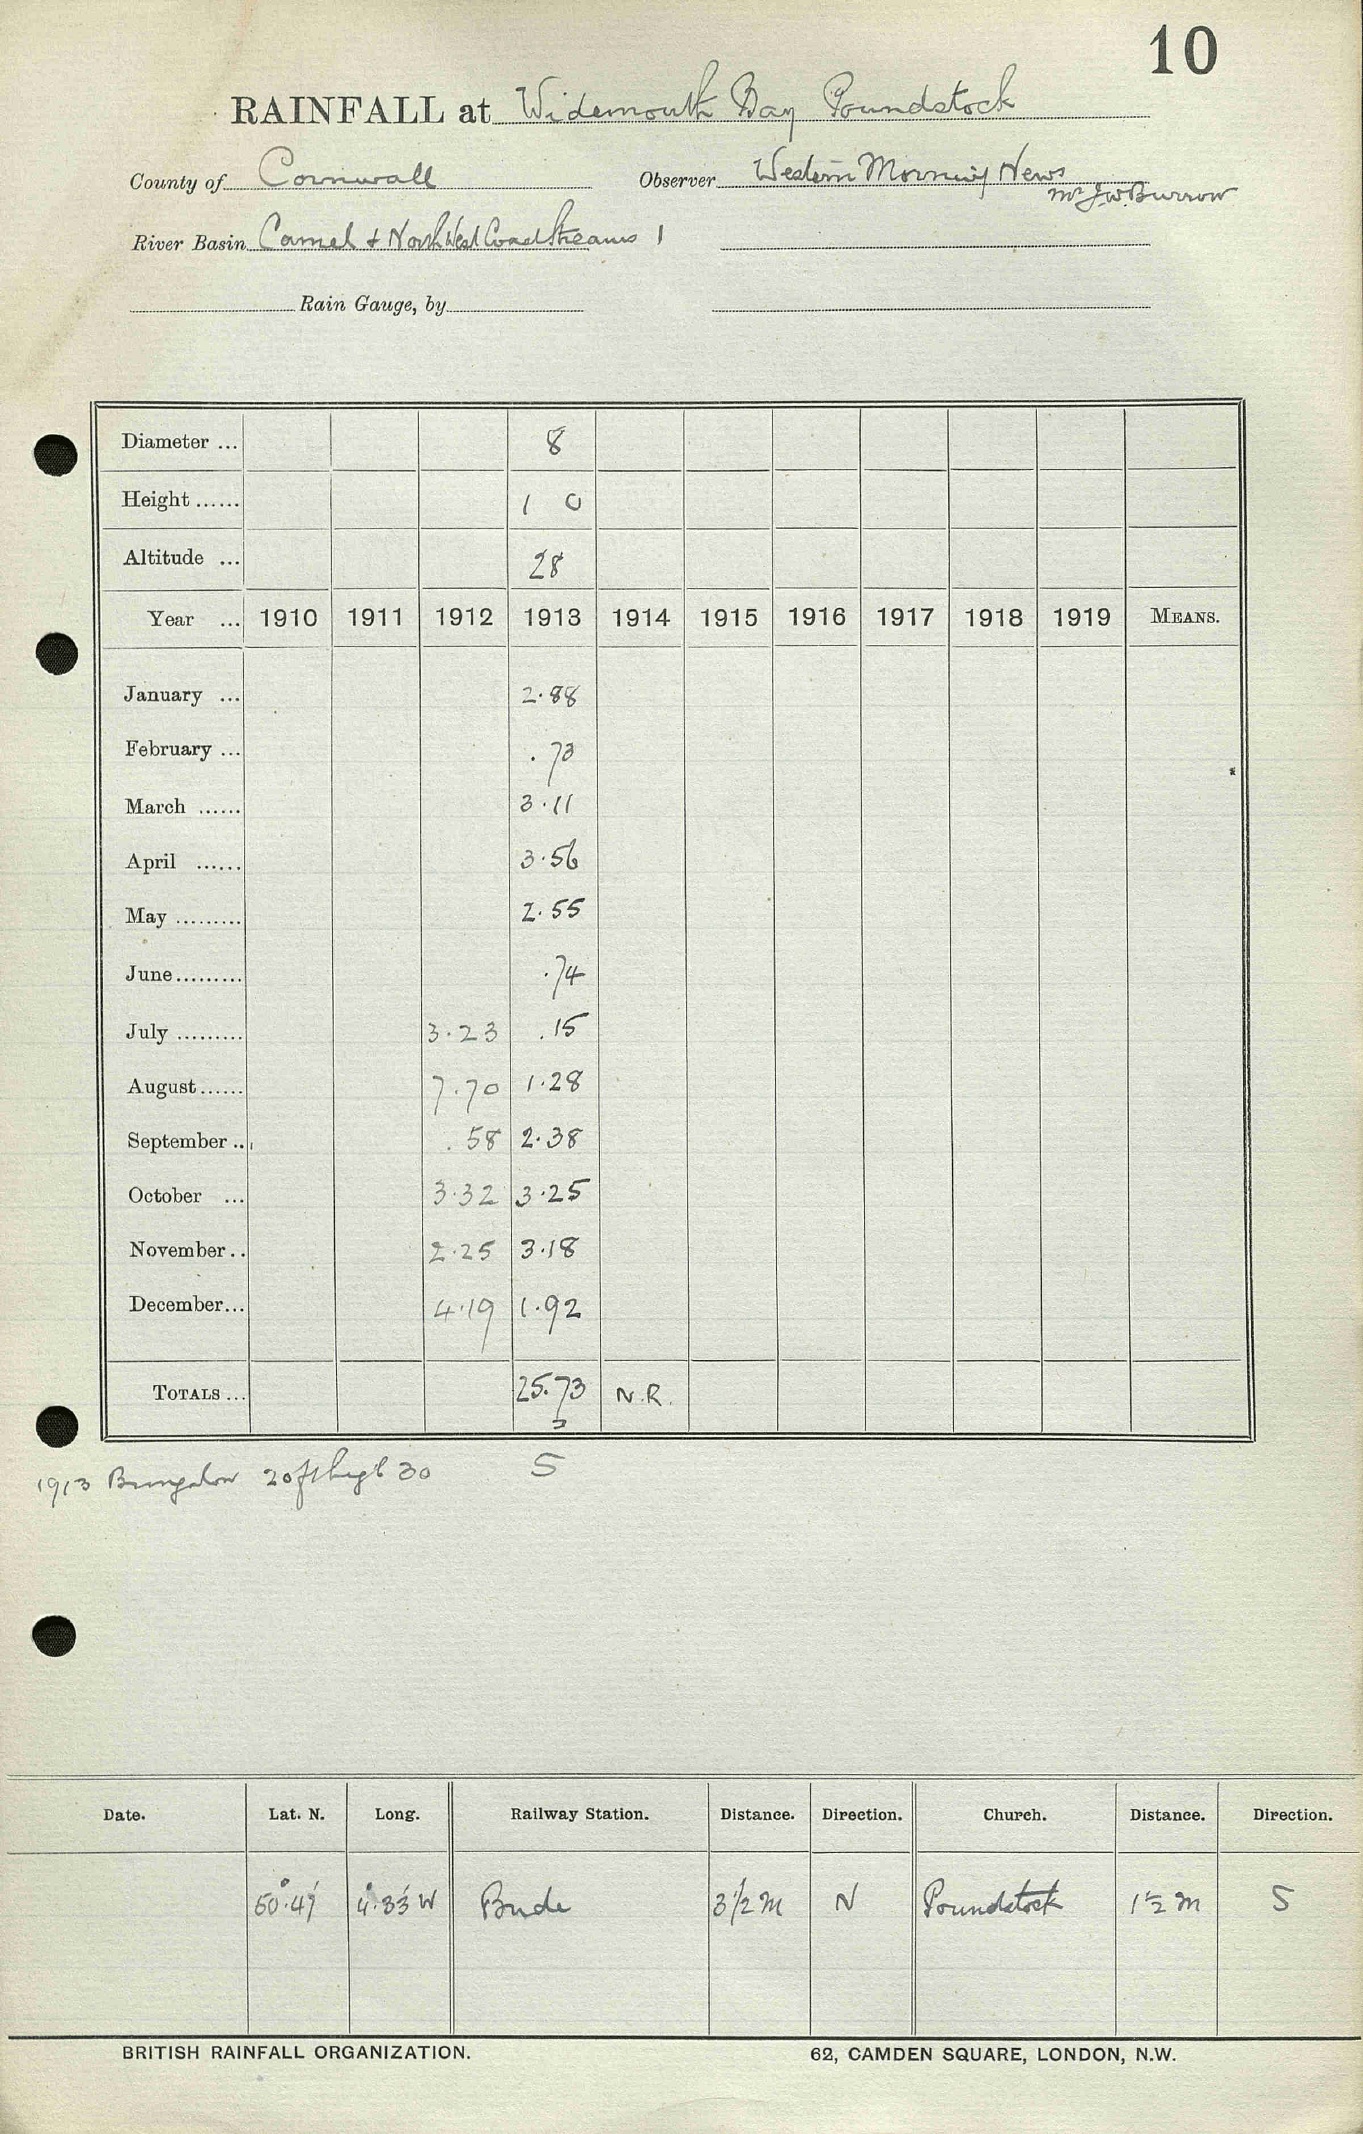 10
RAINFALL at Widemouth Bay Poundstock
County of Cornwall Observer Western Morning News
Mr J.W. Burrow
River Basin Camel & North West Coast Streams 1
Rain Gauge, by
Diameter ... 8
Height ...... 1 0
Altitude ... 28
Year ... 1910 1911 1912 1913 1914 1915 1916 1917 1918 1919 MEANS.
January ... 2.88
February ... .73
March ...... 3.11
April ...... 3.56
May ......... 2.55
June ......... .74
July ......... 3.23 .15
August ...... 7.70 1.28
September .. .58 2.38
October ... 3.32 3.25
November .. 2.25 3.18
December ... 4.19 1.92
TOTALS ... 25.73 N.R.
3
1913 Bungalow 20ft high 30 5
Date. Lat. N. Long. Railway Station. Distance. Direction. Church. Distance. Direction.
50°.47' 4°.33' W Bude 3 1/2 M N Poundstock 1 1/2 M S
BRITISH RAINFALL ORGANIZATION. 62, CAMDEN SQUARE, LONDON, N.W.